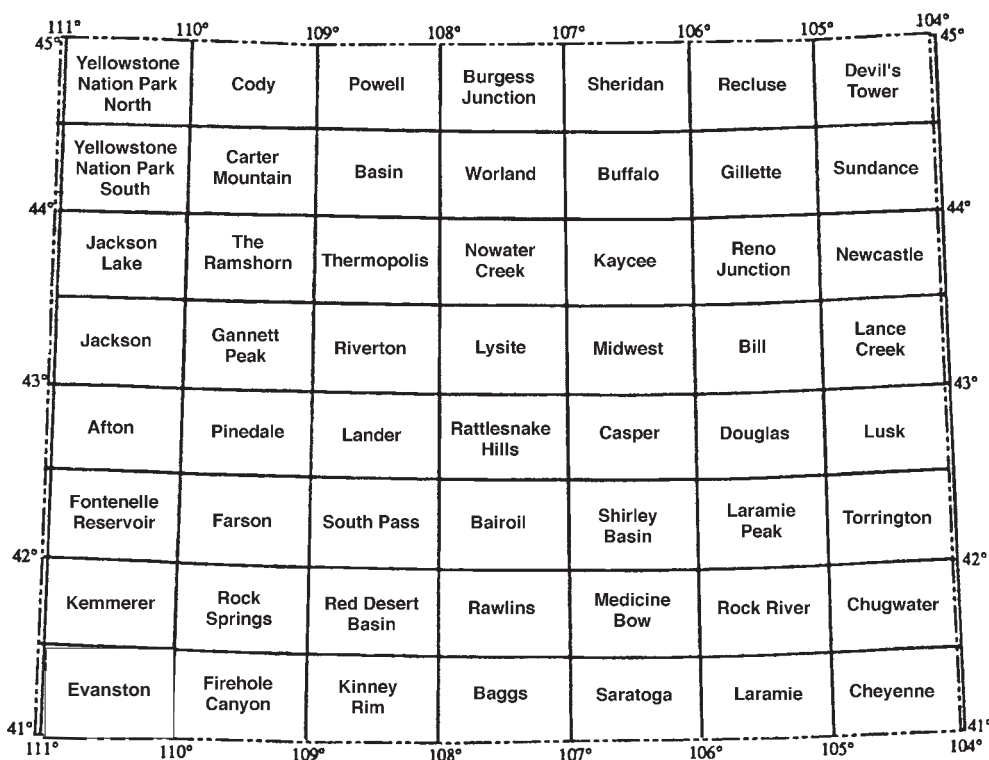 111° 110° 109° 108° 107° 106° 105° 104°
45° 45°
Yellowstone
Nation Park
North
Cody
Powell
Burgess
Junction
Sheridan
Recluse
Devil's
Tower
Yellowstone
Nation Park
South
Carter
Mountain
Basin
Worland
Buffalo
Gillette
Sundance
44° 44°
Jackson
Lake
The
Ramshorn
Thermopolis
Nowater
Creek
Kaycee
Reno
Junction
Newcastle
Jackson
Gannett
Peak
Riverton
Lysite
Midwest
Bill
Lance
Creek
43° 43°
Afton
Pinedale
Lander
Rattlesnake
Hills
Casper
Douglas
Lusk
Fontenelle
Reservoir
Farson
South Pass
Bairoil
Shirley
Basin
Laramie
Peak
Torrington
42° 42°
Kemmerer
Rock
Springs
Red Desert
Basin
Rawlins
Medicine
Bow
Rock River
Chugwater
Evanston
Firehole
Canyon
Kinney
Rim
Baggs
Saratoga
Laramie
Cheyenne
41° 41°
111° 110° 109° 108° 107° 106° 105° 104°